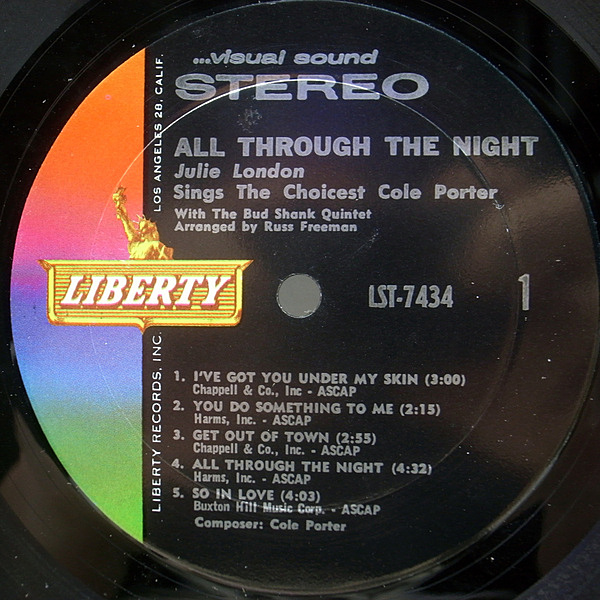 ...visual sound
STEREO
ALL THROUGH THE NIGHT
Julie London
Sings The Choicest Cole Porter
With The Bud Shank Quintet
Arranged by Russ Freeman
LOS ANGELES 28, CALIF.
LIBERTY
LIBERTY RECORDS, INC.
LST-7434
1
1. I'VE GOT YOU UNDER MY SKIN (3:00)
Chappell & Co., Inc - ASCAP
2. YOU DO SOMETHING TO ME (2:15)
Harms, Inc. - ASCAP
3. GET OUT OF TOWN (2:55)
Chappell & Co., Inc. - ASCAP
4. ALL THROUGH THE NIGHT (4:32)
Harms, Inc. - ASCAP
5. SO IN LOVE (4:03)
Buxton Hill Music Corp. - ASCAP
Composer: Cole Porter